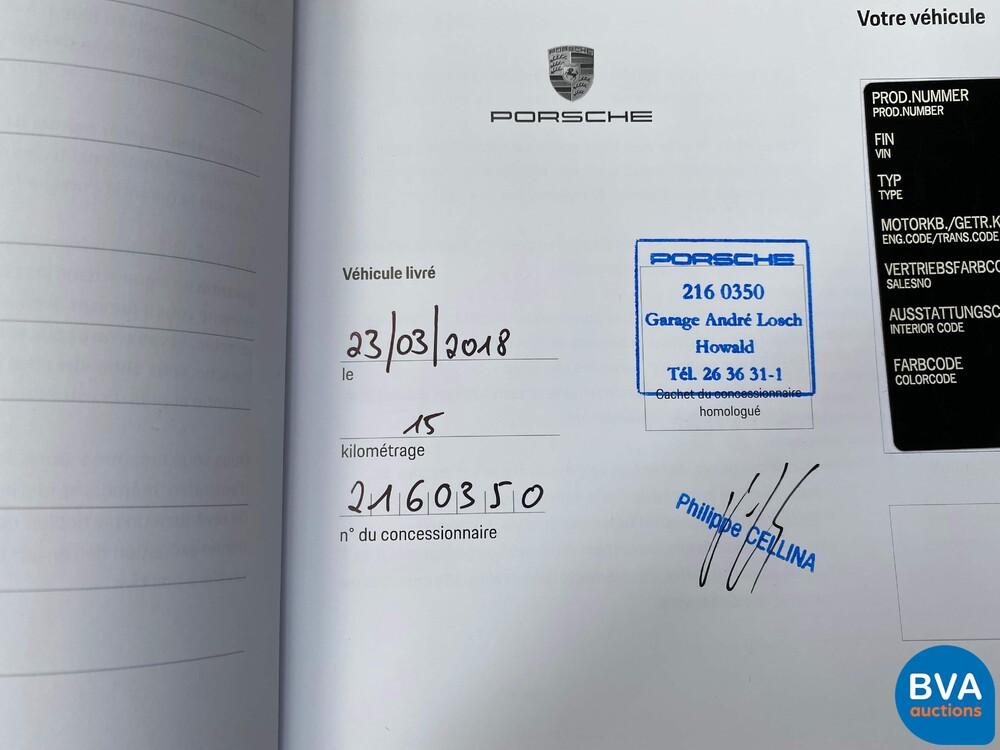 Votre véhicule
PORSCHE
PORSCHE
Véhicule livré
23/03/2018
le
15
kilométrage
2160350
n° du concessionnaire
PORSCHE
216 0350
Garage André Losch
Howald
Tél. 26 36 31-1
Cachet du concessionnaire
homologué
Philippe CELLINA
PROD.NUMMER
PROD.NUMBER
FIN
VIN
TYP
TYPE
MOTORKB./GETR.K
ENG.CODE/TRANS.CODE
VERTRIEBSFARBCO
SALESNO
AUSSTATTUNGSC
INTERIOR CODE
FARBCODE
COLORCODE
BVA
auctions